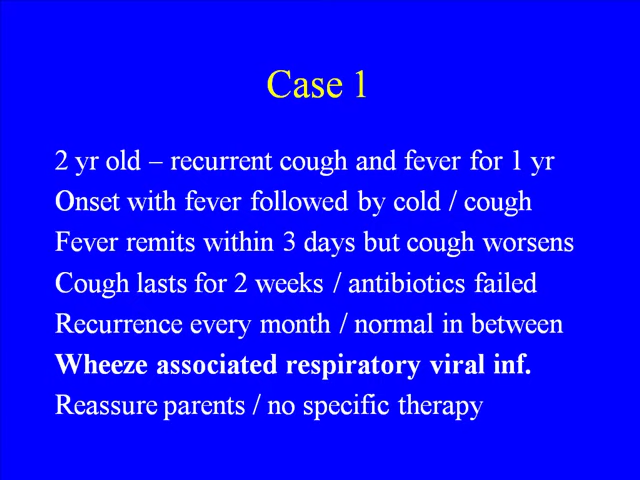 Case 1
2 yr old – recurrent cough and fever for 1 yr
Onset with fever followed by cold / cough
Fever remits within 3 days but cough worsens
Cough lasts for 2 weeks / antibiotics failed
Recurrence every month / normal in between
Wheeze associated respiratory viral inf.
Reassure parents / no specific therapy